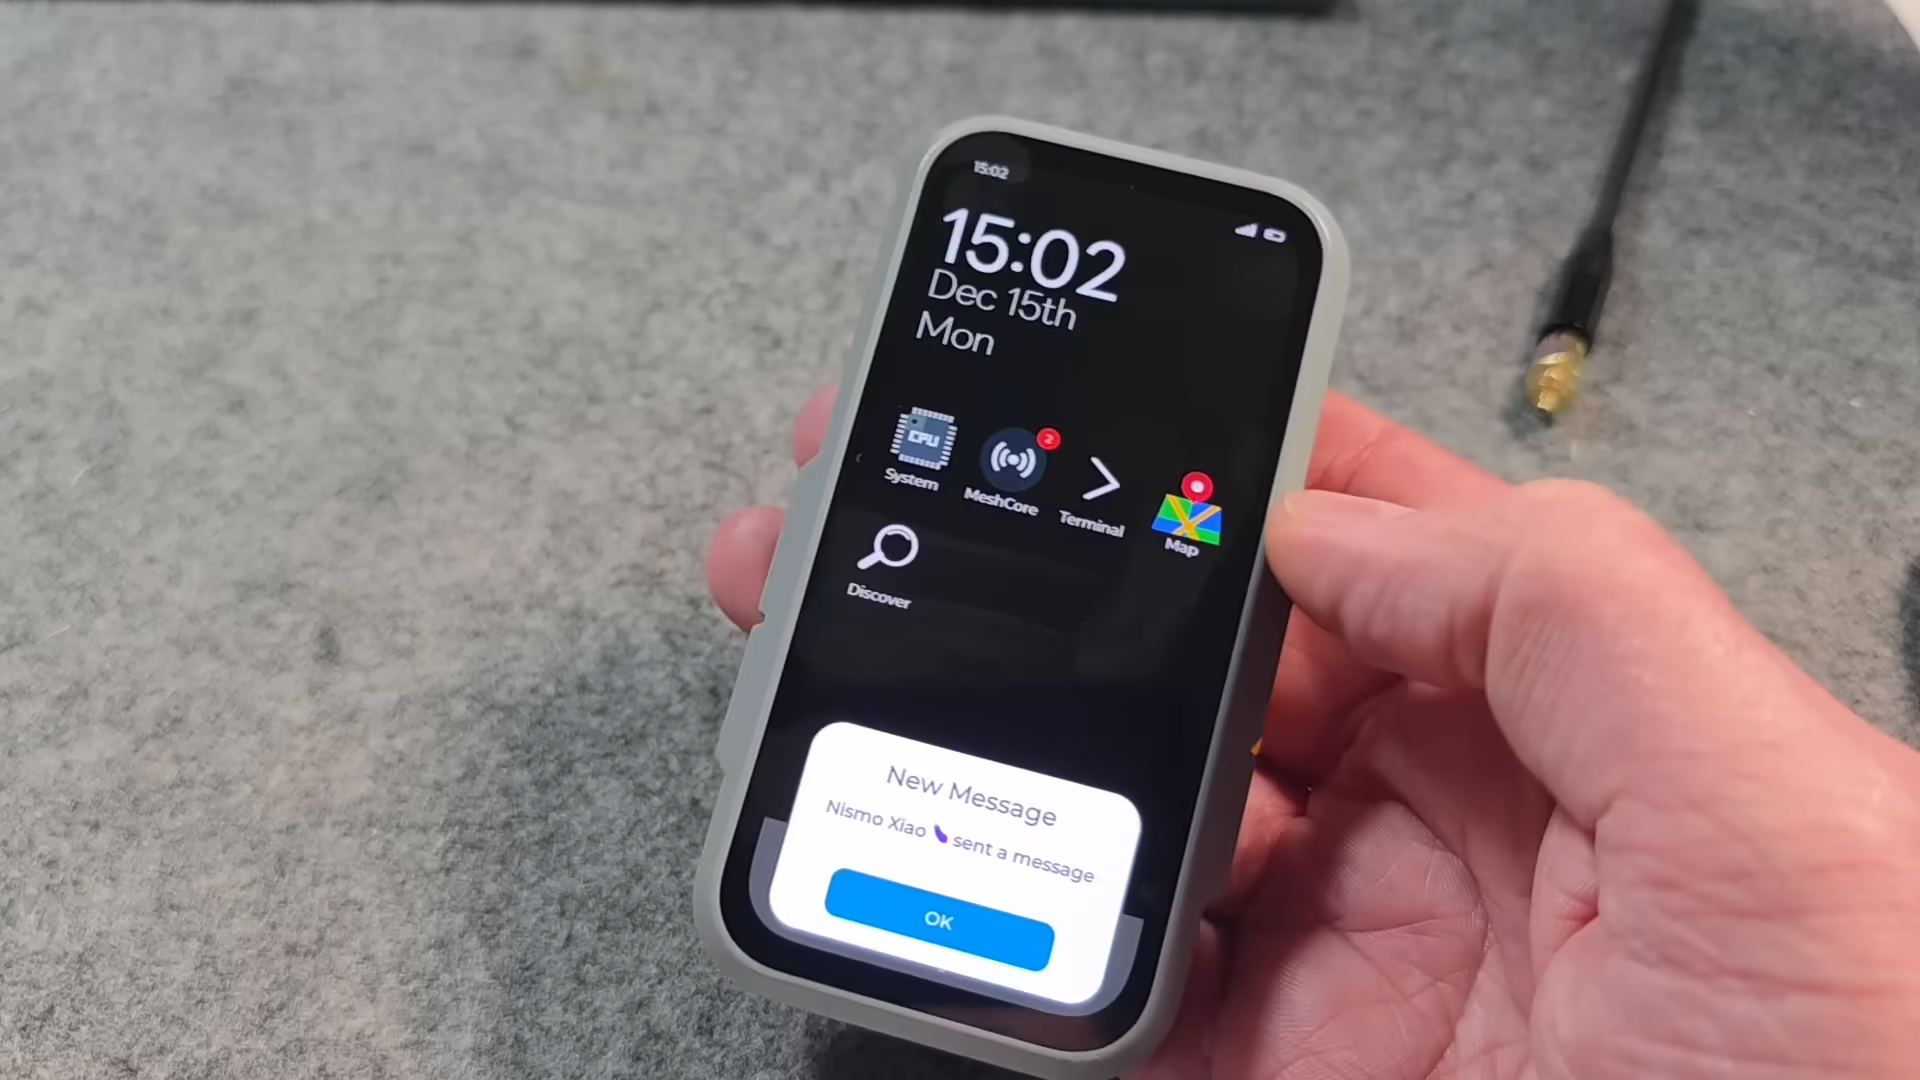 15:02
15:02
Dec 15th
Mon
CPU
System
2
MeshCore
Terminal
Map
Discover
New Message
Nismo Xiao 🍆 sent a message
OK